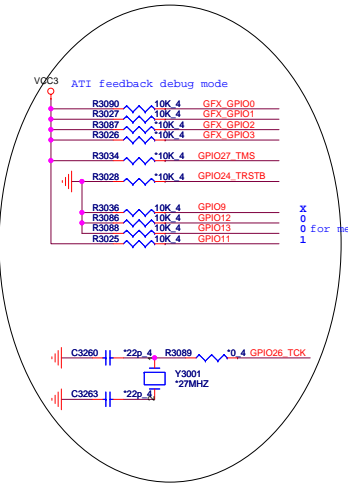 VCC3 ATI feedback debug mode
R3090 10K_4 GFX_GPIO0
R3027 10K_4 GFX_GPIO1
R3087 *10K_4 GFX_GPIO2
R3026 *10K_4 GFX_GPIO3
R3034 *10K_4 GPIO27_TMS
R3028 *10K_4 GPIO24_TRSTB
R3036 10K_4 GPIO9 X
R3086 10K_4 GPIO12 0
R3088 10K_4 GPIO13 0 for me
R3025 10K_4 GPIO11 1
C3260 *22p_4 R3089 *0_4 GPIO26_TCK
Y3001
*27MHZ
C3263 *22p_4